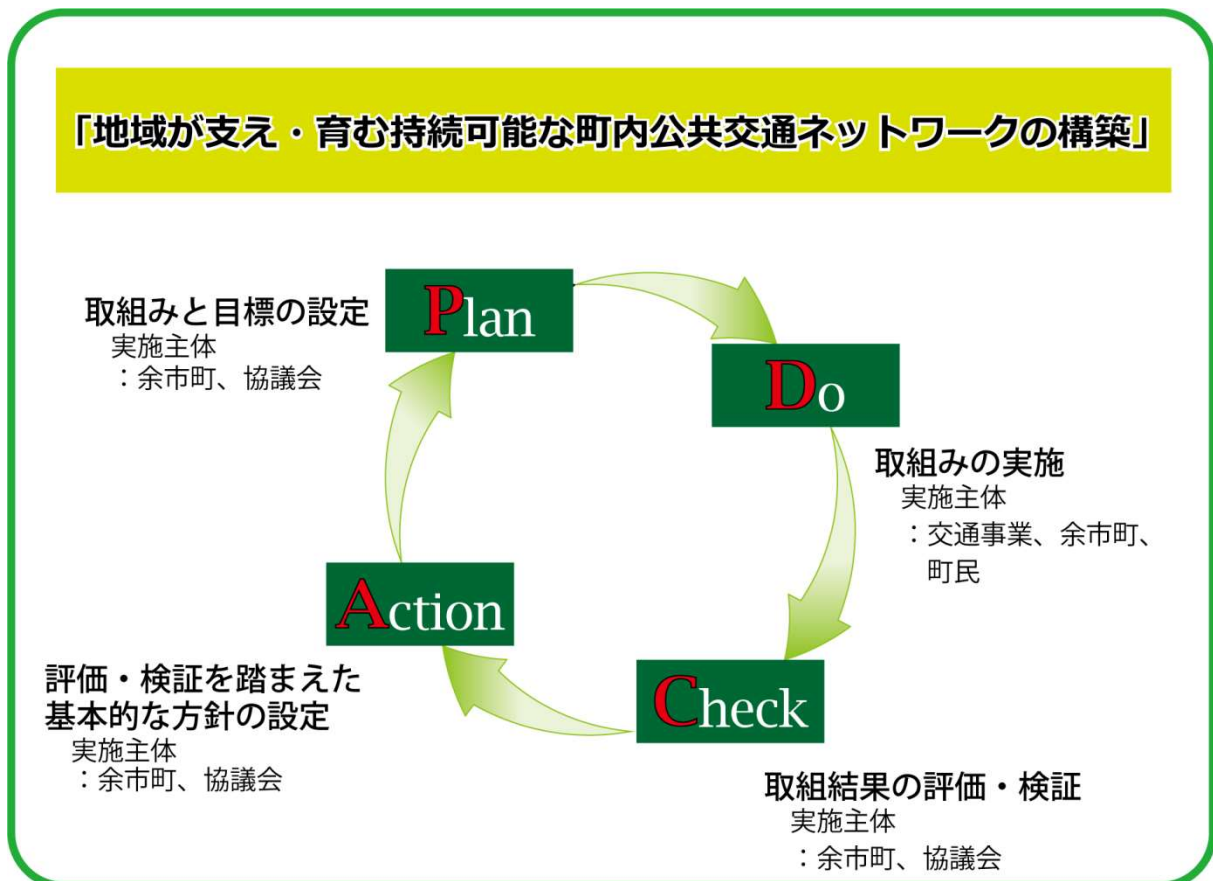 「地域が支え・育む持続可能な町内公共交通ネットワークの構築」
Plan
取組みと目標の設定
実施主体
：余市町、協議会
Do
取組みの実施
実施主体
：交通事業、余市町、
町民
Check
取組結果の評価・検証
実施主体
：余市町、協議会
Action
評価・検証を踏まえた
基本的な方針の設定
実施主体
：余市町、協議会